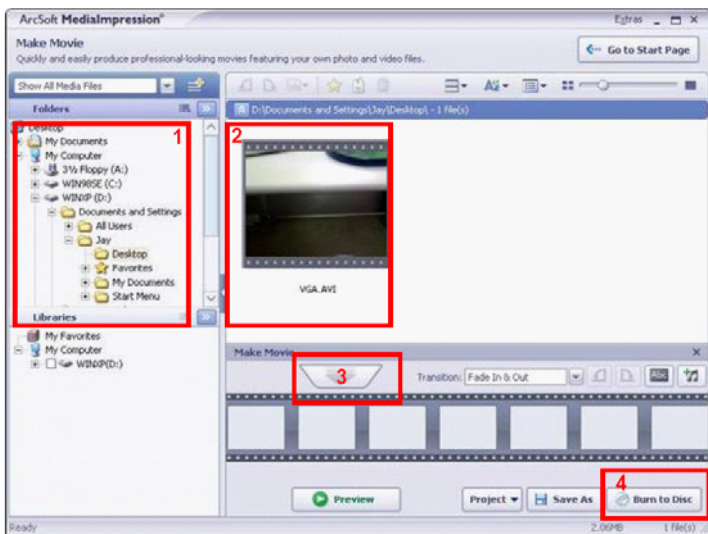 ArcSoft MediaImpression®
Extras
Make Movie
Quickly and easily produce professional-looking movies featuring your own photo and video files.
Go to Start Page
Show All Media Files
Folders
D:\Documents and Settings\Jay\Desktop\ - 1 file(s)
1
2
Desktop
My Documents
My Computer
3½ Floppy (A:)
WIN98SE (C:)
WINXP (D:)
Documents and Settings
All Users
Jay
Desktop
Favorites
My Documents
Start Menu
VGA.AVI
Libraries
My Favorites
My Computer
WINXP(D:)
Make Movie
3
Transition: Fade In & Out
Abc
4
Preview
Project
Save As
Burn to Disc
Ready
2.06MB
1 file(s)